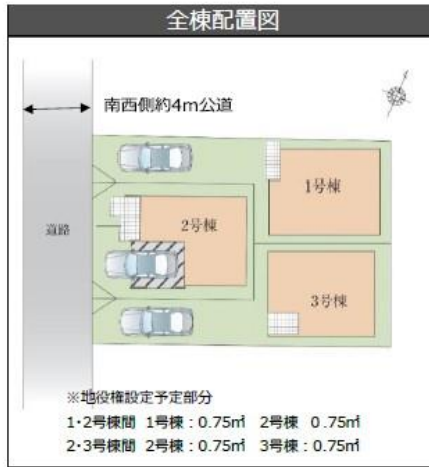 全棟配置図
南西側約4m公道
1号棟
2号棟
道路
3号棟
※地役権設定予定部分
1・2号棟間 1号棟：0.75㎡ 2号棟 0.75㎡
2・3号棟間 2号棟：0.75㎡ 3号棟：0.75㎡